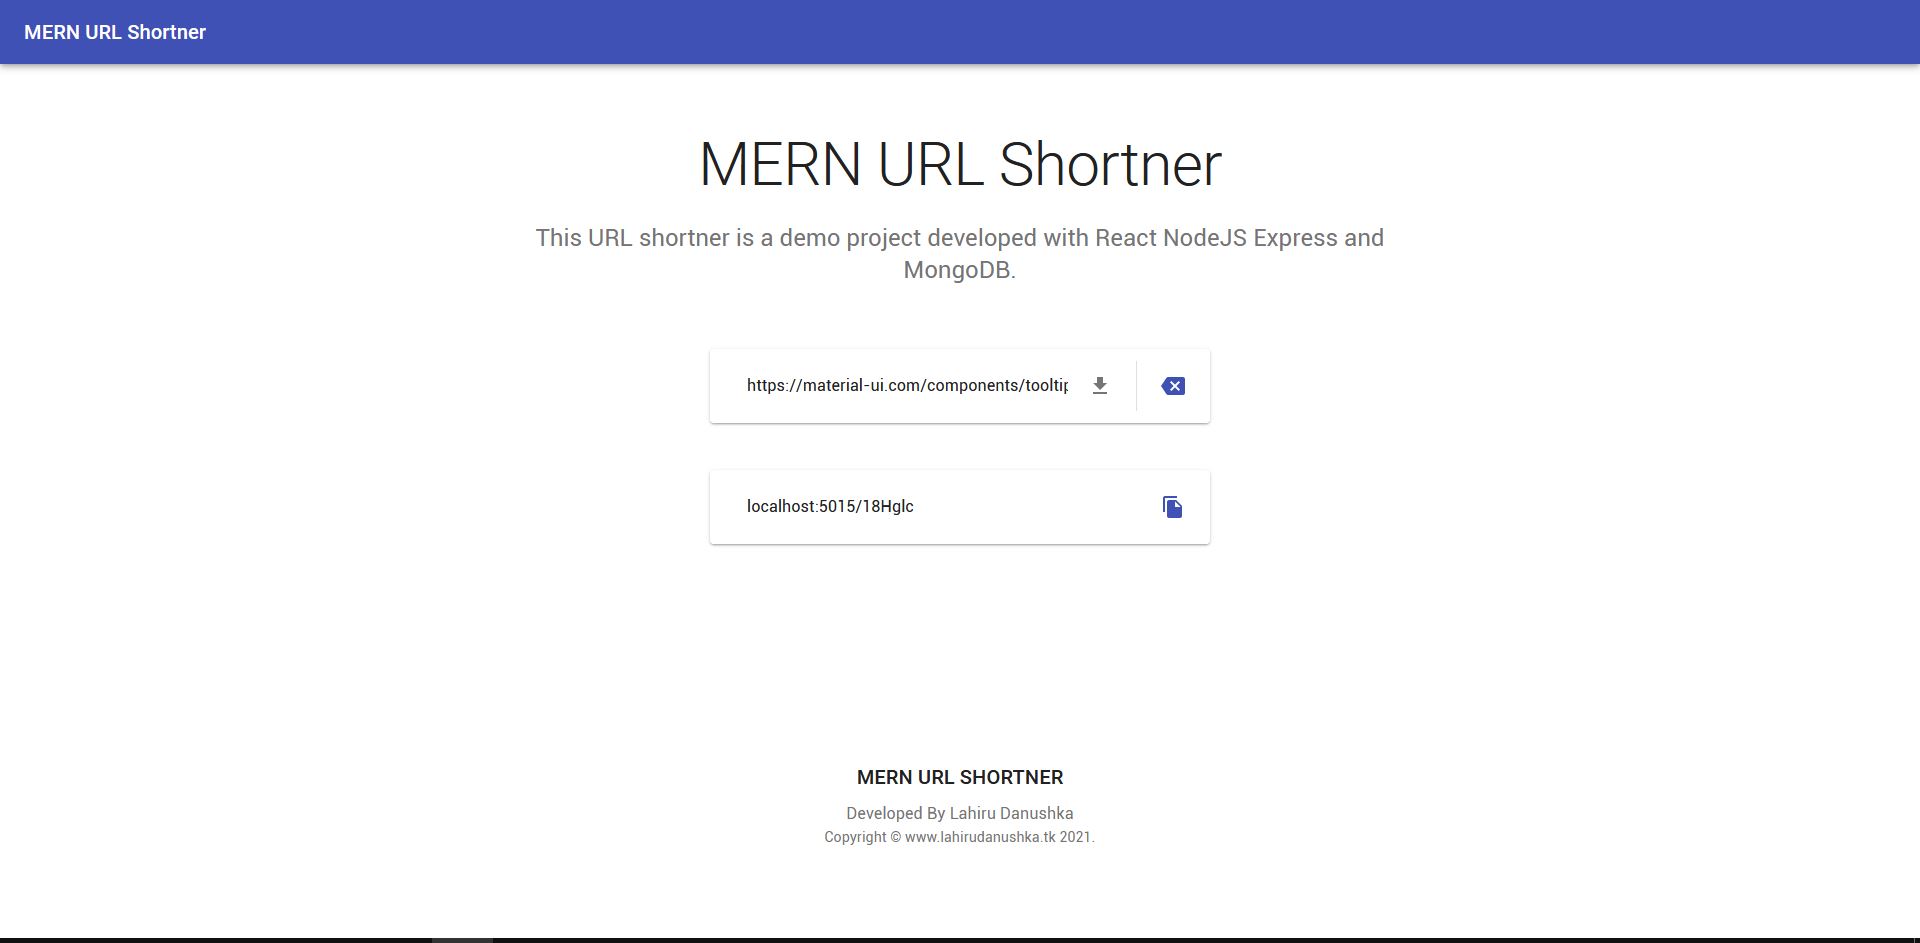 MERN URL Shortner
MERN URL Shortner
This URL shortner is a demo project developed with React NodeJS Express and
MongoDB.
https://material-ui.com/components/tooltip
localhost:5015/18Hglc
MERN URL SHORTNER
Developed By Lahiru Danushka
Copyright © www.lahirudanushka.tk 2021.